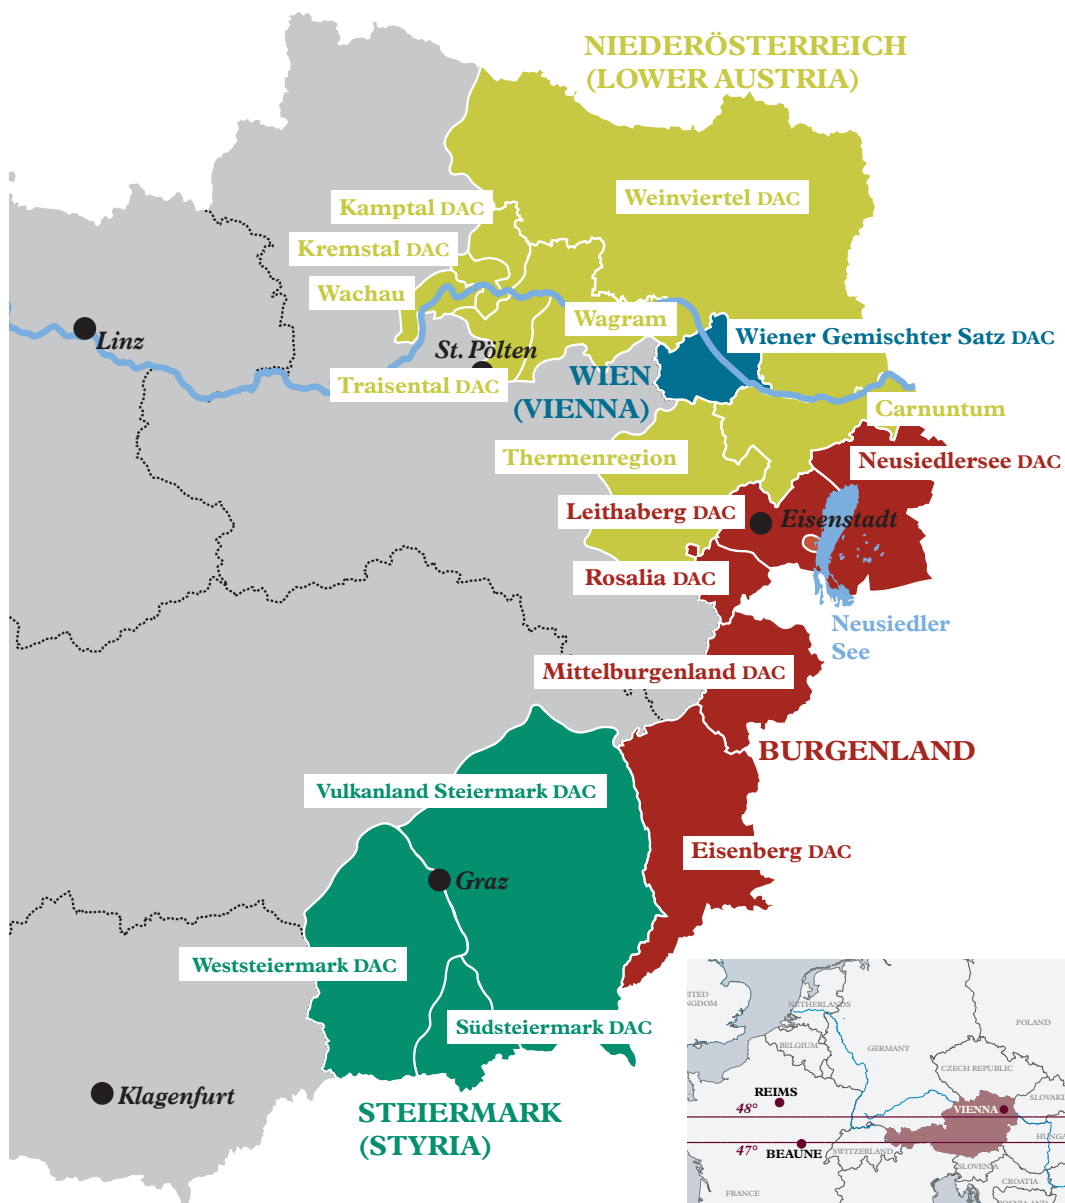 NIEDERÖSTERREICH
(LOWER AUSTRIA)
Weinviertel DAC
Kamptal DAC
Kremstal DAC
Wachau
Wagram
Linz
St. Pölten
Wiener Gemischter Satz DAC
WIEN
(VIENNA)
Traisental DAC
Carnuntum
Thermenregion
Neusiedlersee DAC
Leithaberg DAC
Eisenstadt
Rosalia DAC
Neusiedler
See
Mittelburgenland DAC
BURGENLAND
Vulkanland Steiermark DAC
Eisenberg DAC
Graz
Weststeiermark DAC
Südsteiermark DAC
Klagenfurt
STEIERMARK
(STYRIA)
NETHERLANDS
POLAND
BELGIUM
GERMANY
CZECH REPUBLIC
REIMS
48°
VIENNA
47°
BEAUNE
SWITZERLAND
SLOVENIA
CROATIA
FRANCE